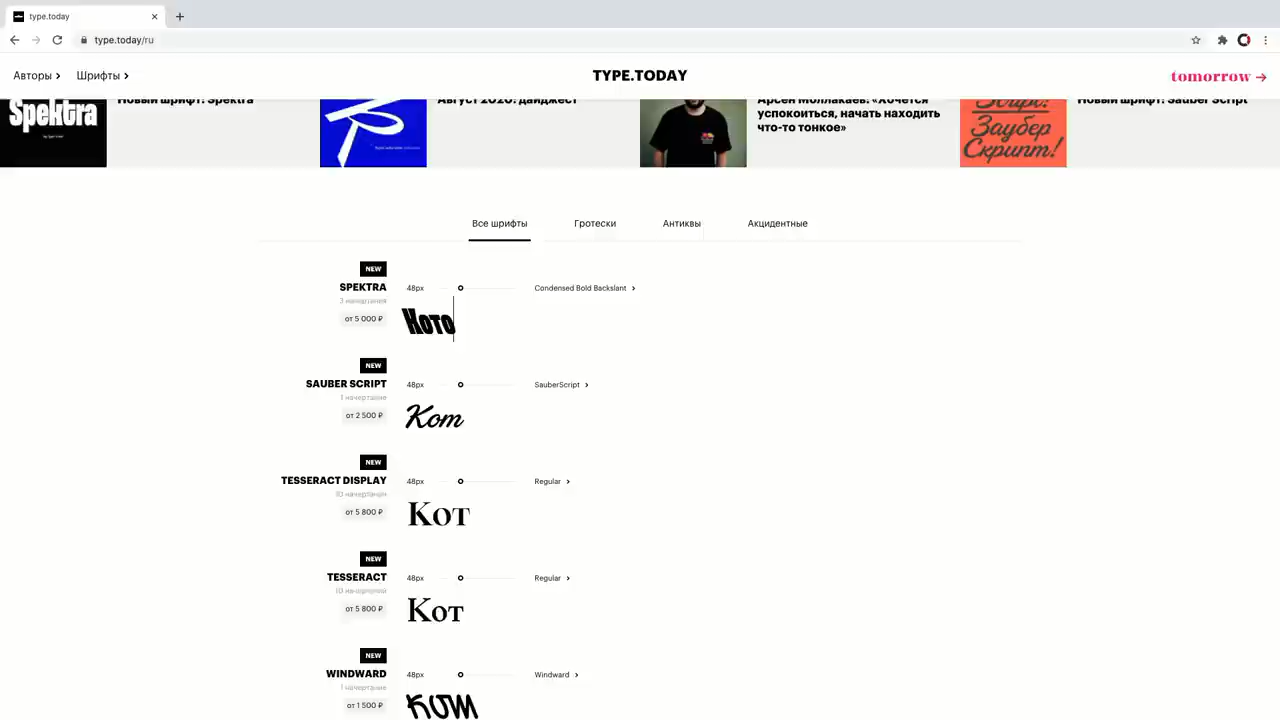 type.today
type.today/ru
Авторы
Шрифты
TYPE.TODAY
tomorrow →
Spektra
Новый шрифт: Spektra
Август 2020: дайджест
Арсен Моллакаев: «Хочется
успокоиться, начать находить
что-то тонкое»
Script!
Заубер
Скрипт!
Новый шрифт: Sauber Script
Все шрифты
Гротески
Антиквы
Акцидентные
NEW
SPEKTRA
3 начертания
от 5 000 ₽
48px
Condensed Bold Backslant
Кото
NEW
SAUBER SCRIPT
1 начертание
от 2 500 ₽
48px
SauberScript
Кот
NEW
TESSERACT DISPLAY
10 начертаний
от 5 800 ₽
48px
Regular
Кот
NEW
TESSERACT
10 начертаний
от 5 800 ₽
48px
Regular
Кот
NEW
WINDWARD
1 начертание
от 1 500 ₽
48px
Windward
Кот